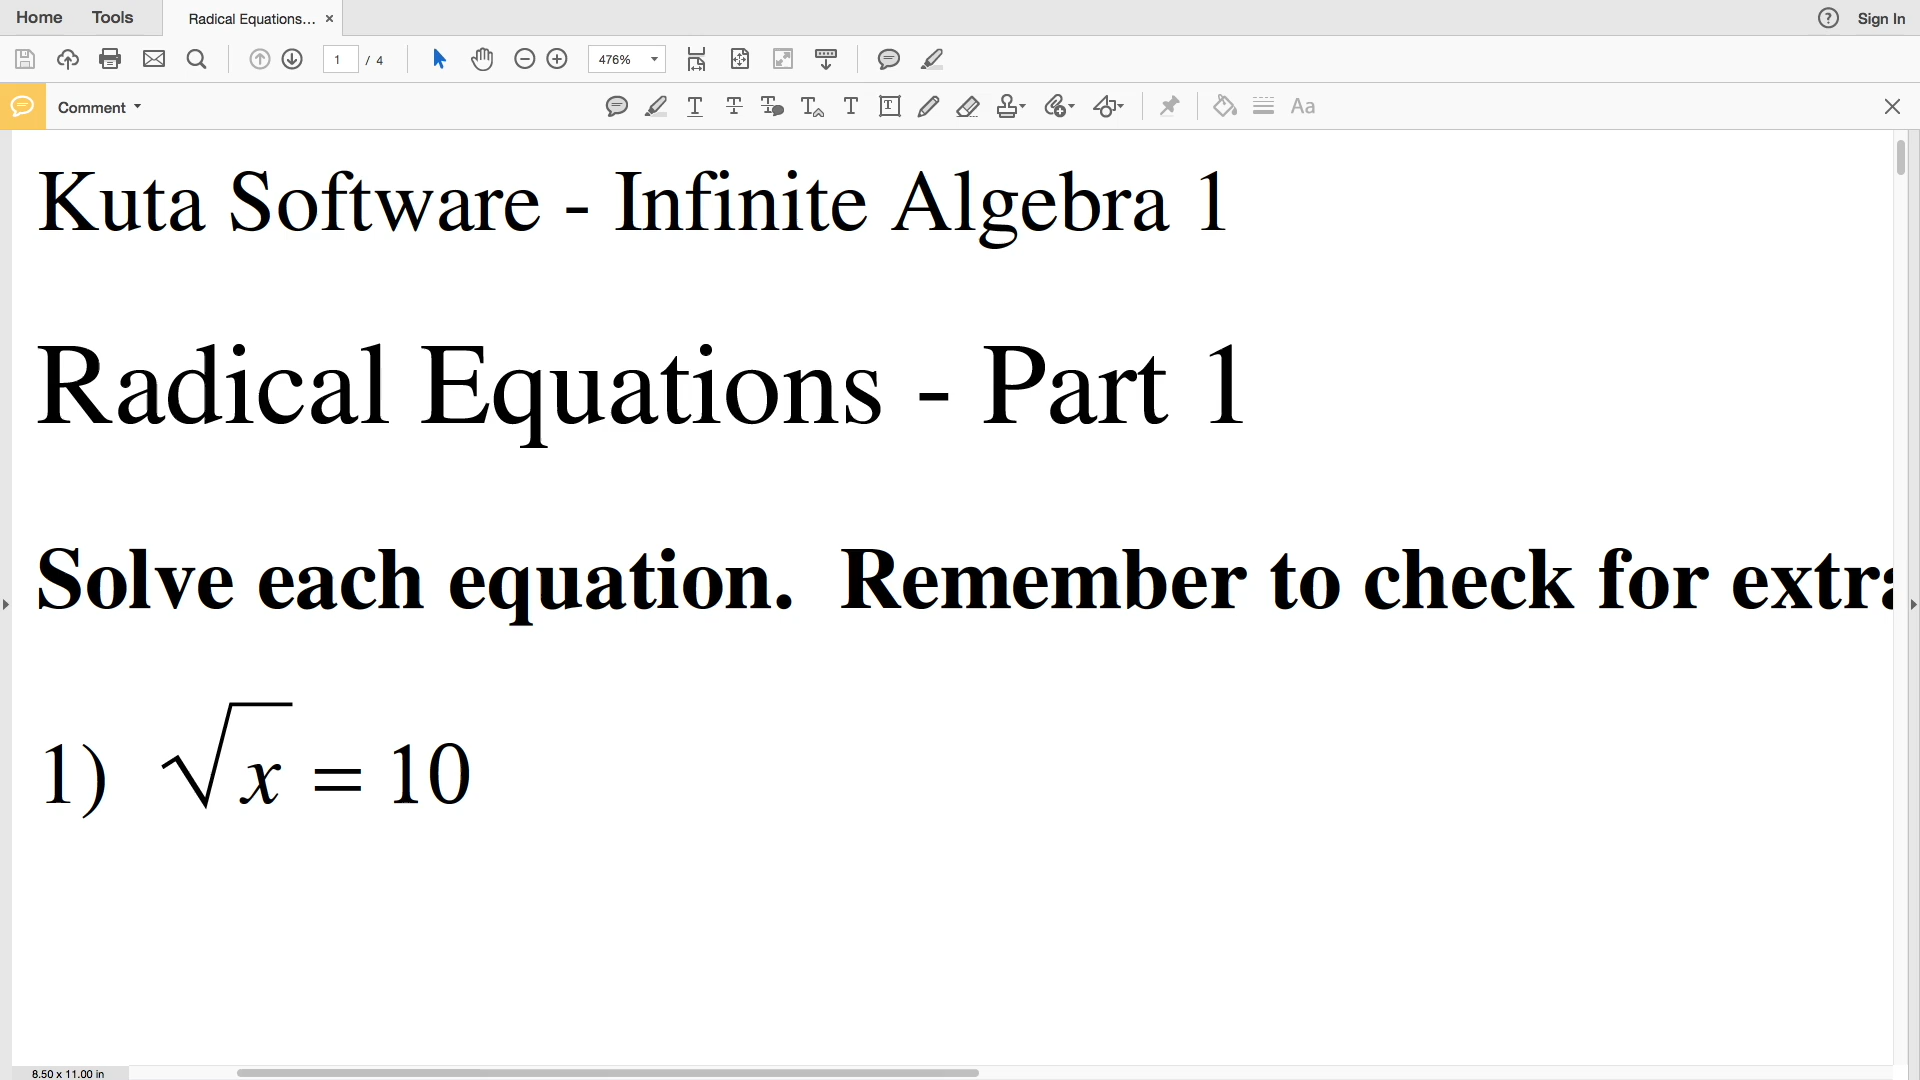 Home Tools Radical Equations... × ? Sign In
1 / 4 476%
Comment Aa
Kuta Software - Infinite Algebra 1
Radical Equations - Part 1
Solve each equation. Remember to check for
1) √x = 10
8.50 x 11.00 in